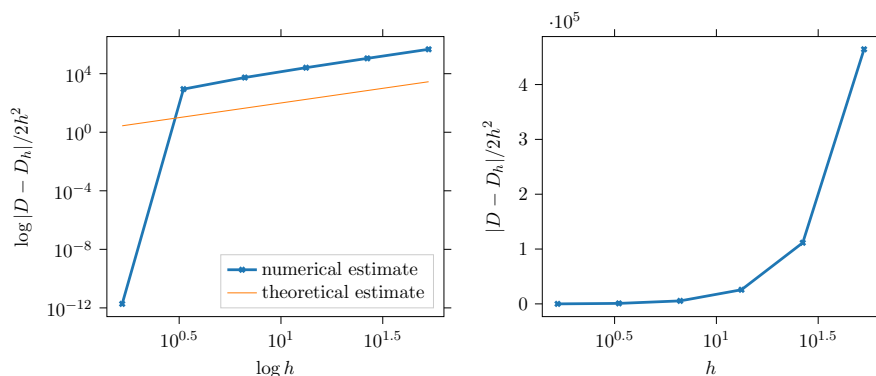 10^4
10^0
10^−4
10^−8
10^−12
log |D − D_h|/2h^2
10^0.5
10^1
10^1.5
log h
numerical estimate
theoretical estimate
·10^5
4
3
2
1
0
|D − D_h|/2h^2
10^0.5
10^1
10^1.5
h